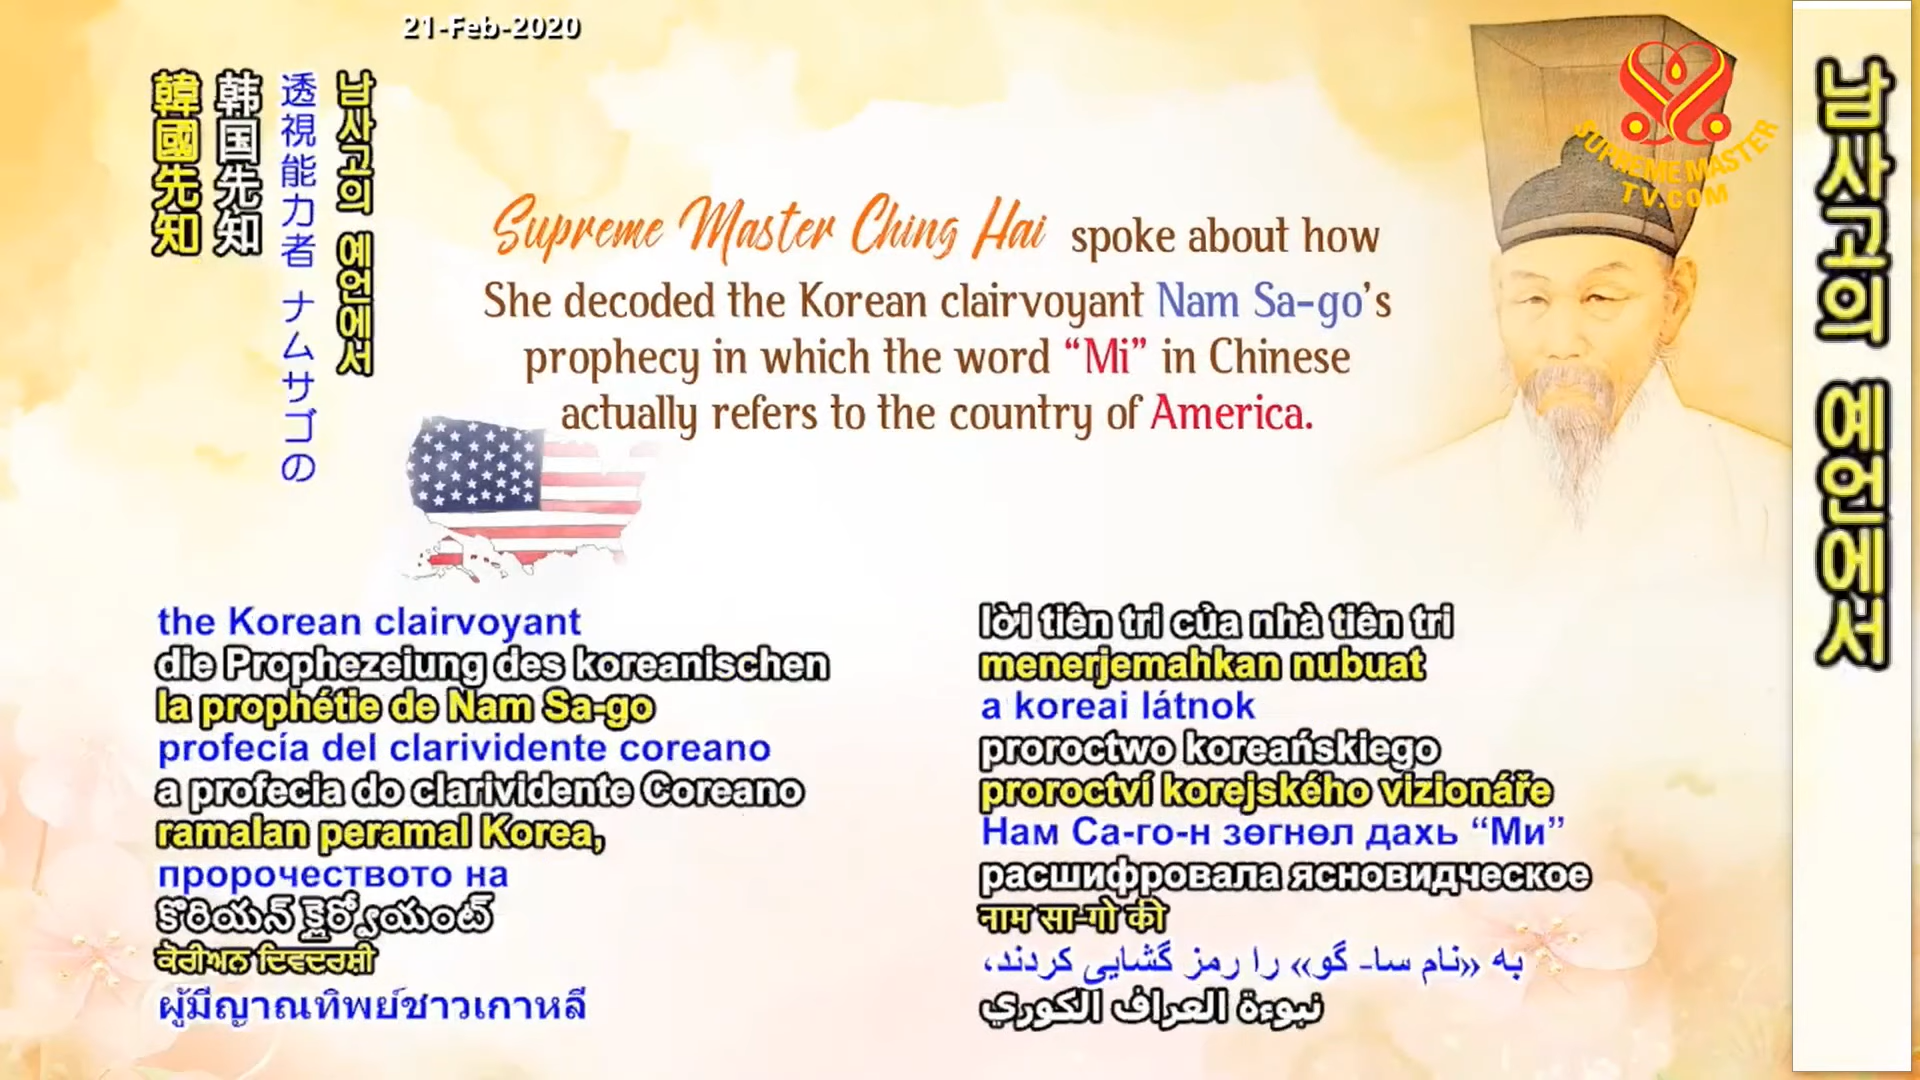 21-Feb-2020
남사고의 예언에서
透視能力者 ナムサゴの
韩国先知
韓國先知
SUPREME MASTER
TV.COM
남사고의 예언에서
Supreme Master Ching Hai spoke about how
She decoded the Korean clairvoyant Nam Sa-go’s
prophecy in which the word “Mi” in Chinese
actually refers to the country of America.
the Korean clairvoyant
die Prophezeiung des koreanischen
la prophétie de Nam Sa-go
profecía del clarividente coreano
a profecia do clarividente Coreano
ramalan peramal Korea,
пророчеството на
కొరియన్ క్లైర్వోయంట్
ਕੋਰੀਅਨ ਦਿਵਦਰਸ਼ੀ
ผู้มีญาณทิพย์ชาวเกาหลี
lời tiên tri của nhà tiên tri
menerjemahkan nubuat
a koreai látnok
proroctwo koreańskiego
proroctví korejského vizionáře
Нам Са-го-н зөгнөл дахь “Ми”
расшифровала ясновидческое
नाम सा-गो की
به «نام سا- گو» را رمز گشایی کردند،
نبوءة العراف الكوري